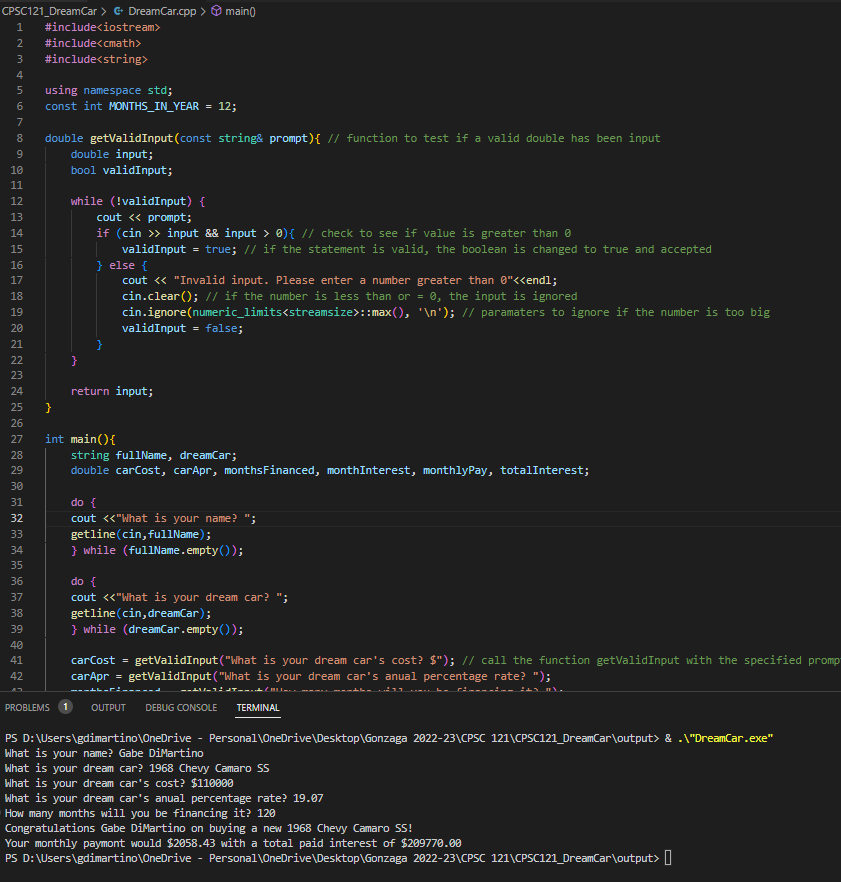 CPSC121_DreamCar > DreamCar.cpp > main()
1 #include<iostream>
2 #include<cmath>
3 #include<string>
4
5 using namespace std;
6 const int MONTHS_IN_YEAR = 12;
7
8 double getValidInput(const string& prompt){ // function to test if a valid double has been input
9 double input;
10 bool validInput;
11
12 while (!validInput) {
13 cout << prompt;
14 if (cin >> input && input > 0){ // check to see if value is greater than 0
15 validInput = true; // if the statement is valid, the boolean is changed to true and accepted
16 } else {
17 cout << "Invalid input. Please enter a number greater than 0"<<endl;
18 cin.clear(); // if the number is less than or = 0, the input is ignored
19 cin.ignore(numeric_limits<streamsize>::max(), '\n'); // paramaters to ignore if the number is too big
20 validInput = false;
21 }
22 }
23
24 return input;
25 }
26
27 int main(){
28 string fullName, dreamCar;
29 double carCost, carApr, monthsFinanced, monthInterest, monthlyPay, totalInterest;
30
31 do {
32 cout <<"What is your name? ";
33 getline(cin,fullName);
34 } while (fullName.empty());
35
36 do {
37 cout <<"What is your dream car? ";
38 getline(cin,dreamCar);
39 } while (dreamCar.empty());
40
41 carCost = getValidInput("What is your dream car's cost? $"); // call the function getValidInput with the specified promp
42 carApr = getValidInput("What is your dream car's anual percentage rate? ");
43 monthsFinanced = getValidInput("How many months will you be financing it? ");
PROBLEMS 1 OUTPUT DEBUG CONSOLE TERMINAL
PS D:\Users\gdimartino\OneDrive - Personal\OneDrive\Desktop\Gonzaga 2022-23\CPSC 121\CPSC121_DreamCar\output> & .\"DreamCar.exe"
What is your name? Gabe DiMartino
What is your dream car? 1968 Chevy Camaro SS
What is your dream car's cost? $110000
What is your dream car's anual percentage rate? 19.07
How many months will you be financing it? 120
Congratulations Gabe DiMartino on buying a new 1968 Chevy Camaro SS!
Your monthly paymont would $2058.43 with a total paid interest of $209770.00
PS D:\Users\gdimartino\OneDrive - Personal\OneDrive\Desktop\Gonzaga 2022-23\CPSC 121\CPSC121_DreamCar\output>